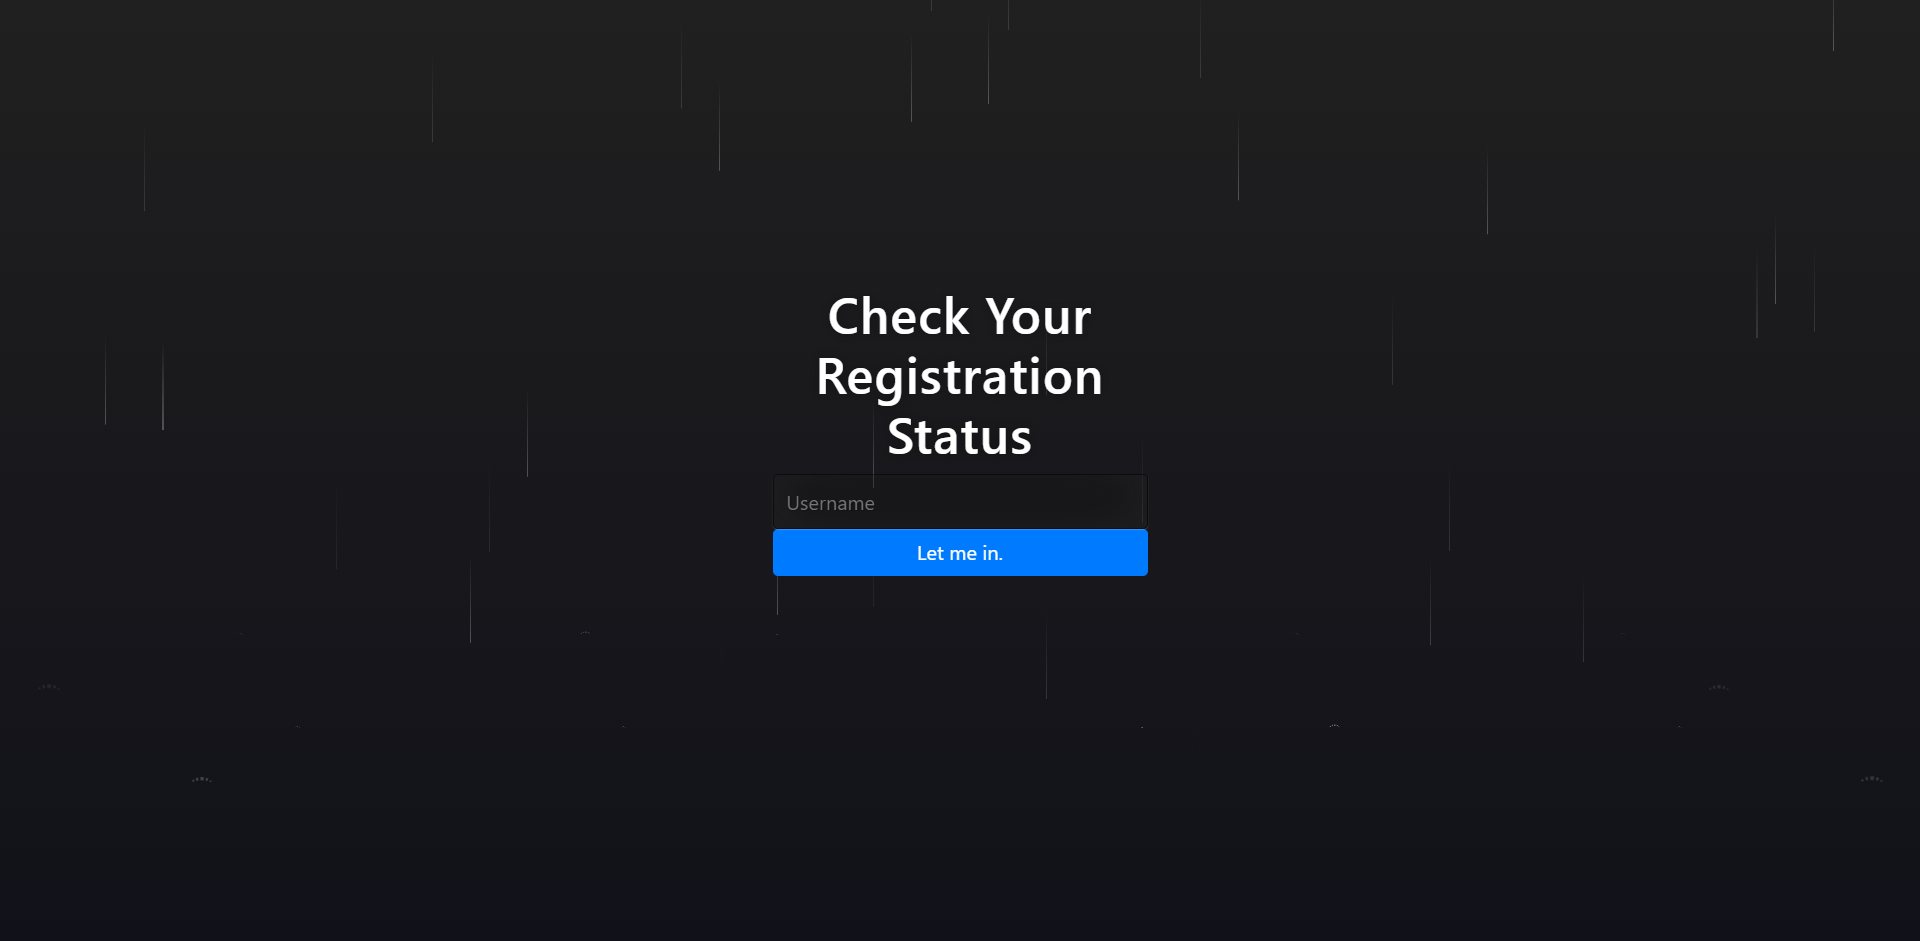 Check Your
Registration
Status
Username
Let me in.